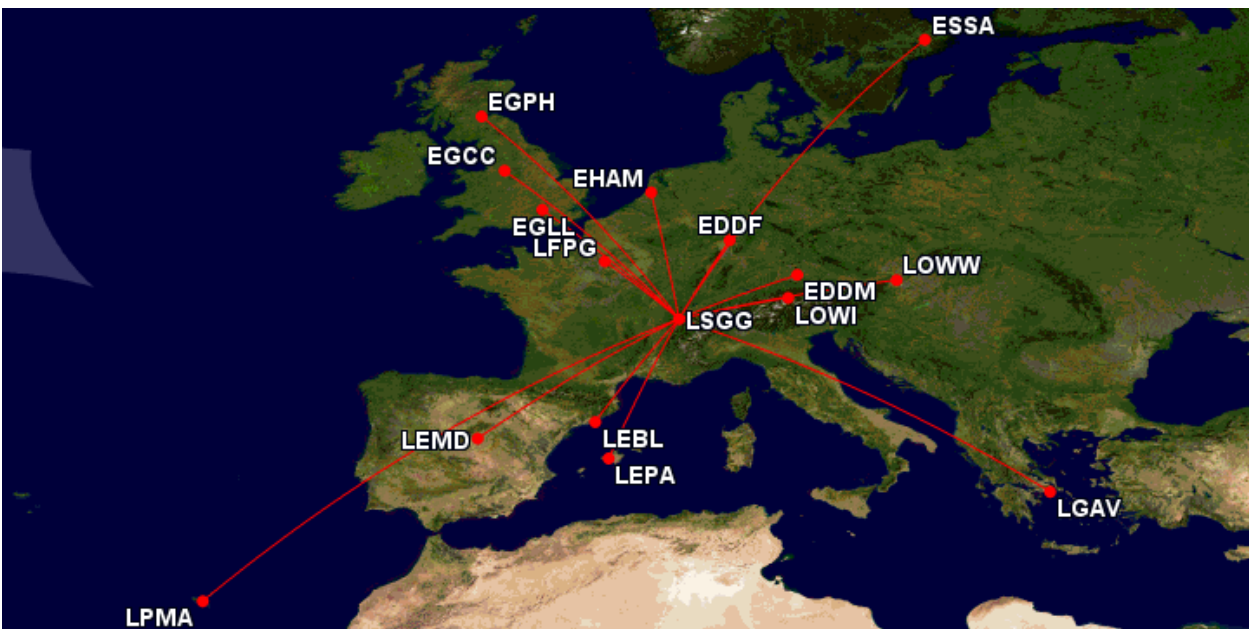 ESSA
EGPH
EGCC
EHAM
EGLL
EDDF
LFPG
LOWW
EDDM
LOWI
LSGG
LEMD
LEBL
LEPA
LGAV
LPMA